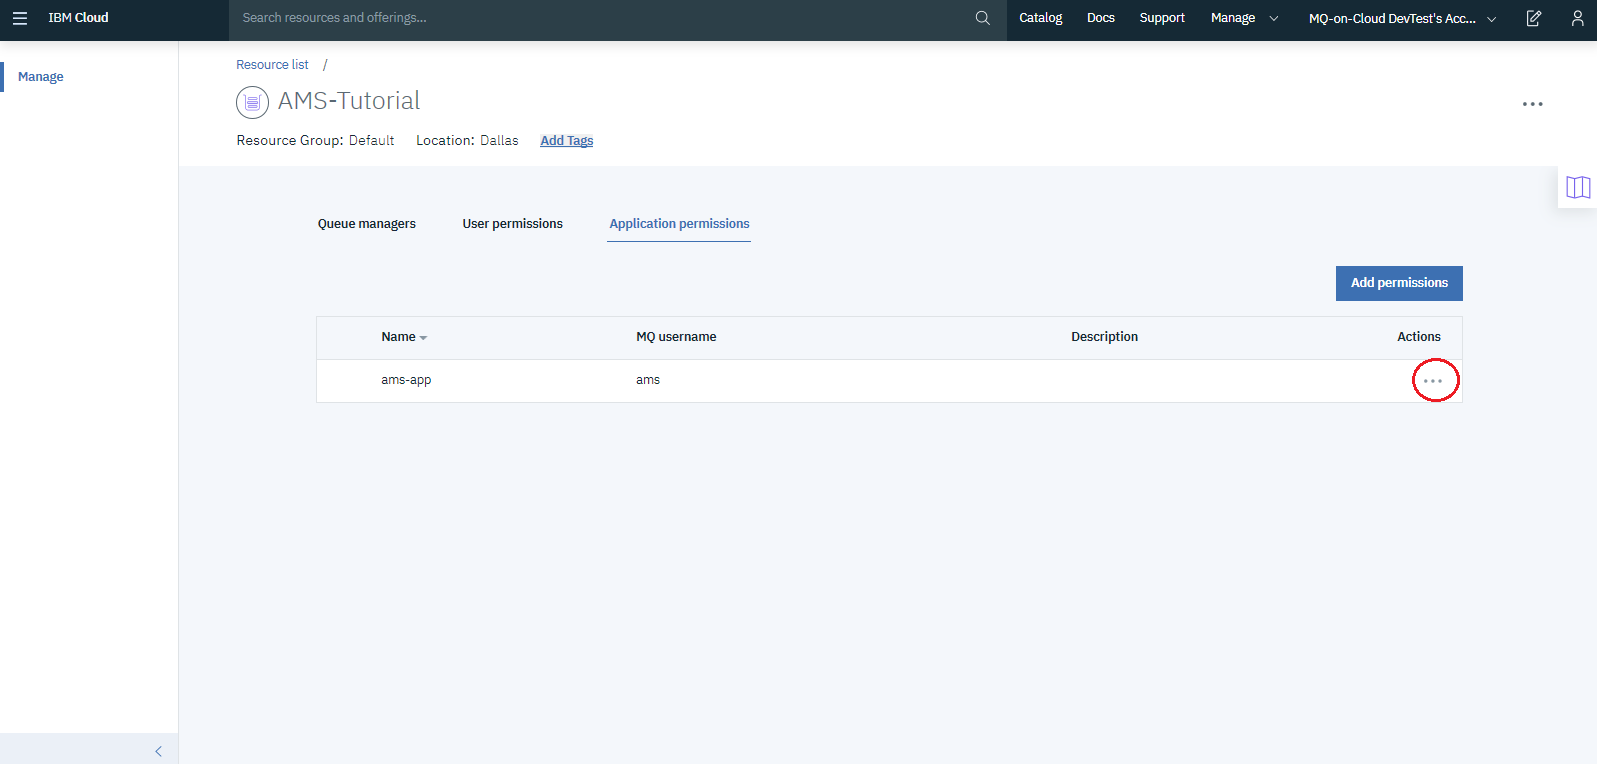 IBM Cloud
Search resources and offerings...
Catalog
Docs
Support
Manage
MQ-on-Cloud DevTest's Acc...
Manage
Resource list /
AMS-Tutorial
Resource Group: Default Location: Dallas Add Tags
Queue managers User permissions Application permissions
Add permissions
Name MQ username Description Actions
ams-app ams